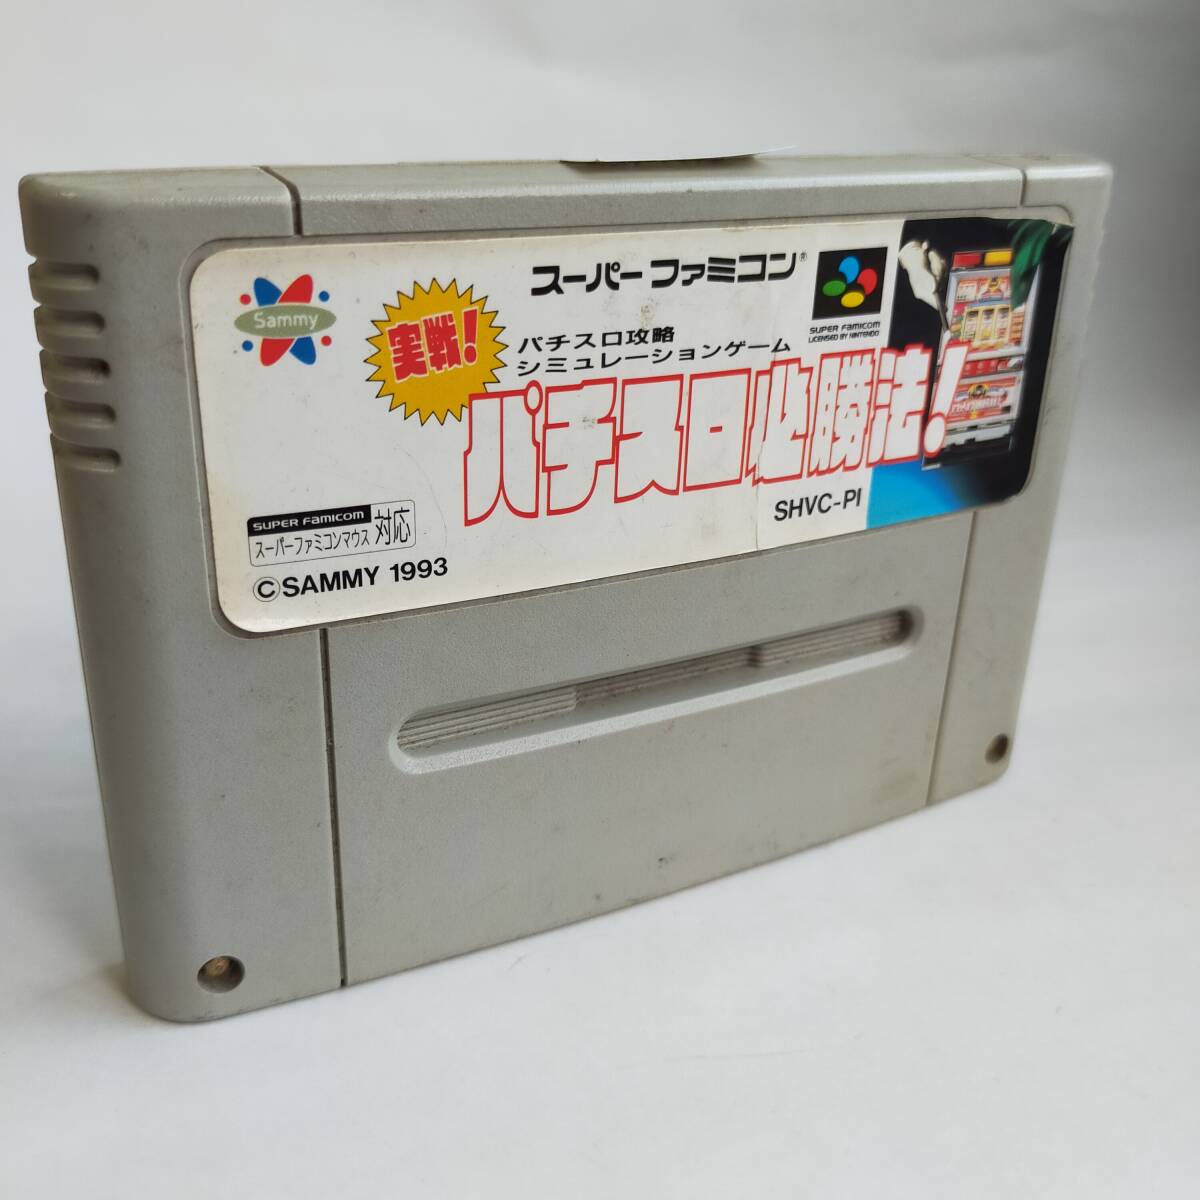 Sammy
スーパーファミコン®
SUPER FAMICOM
LICENSED BY NINTENDO
実戦!
パチスロ攻略
シミュレーションゲーム
パチスロ必勝法!
SHVC-PI
SUPER FAMICOM
スーパーファミコンマウス 対応
©SAMMY 1993